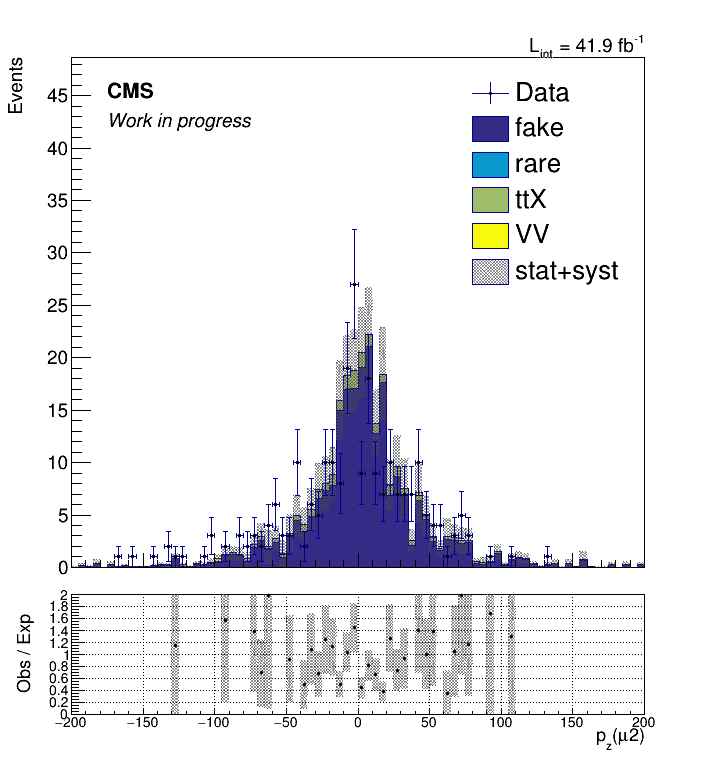 L_int = 41.9 fb⁻¹
Events
CMS
Work in progress
Data
fake
rare
ttX
VV
stat+syst
45
40
35
30
25
20
15
10
5
0
Obs / Exp
2
1.8
1.6
1.4
1.2
1
0.8
0.6
0.4
0.2
0
−200 −150 −100 −50 0 50 100 150 200
p_z(μ2)